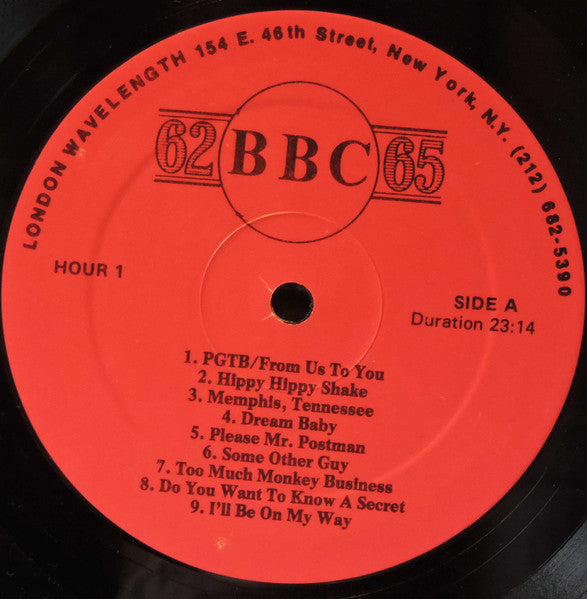 LONDON WAVELENGTH 154 E. 46th Street, New York, N.Y. (212) 682-5390
62 BBC 65
HOUR 1
SIDE A
Duration 23:14
1. PGTB/From Us To You
2. Hippy Hippy Shake
3. Memphis, Tennessee
4. Dream Baby
5. Please Mr. Postman
6. Some Other Guy
7. Too Much Monkey Business
8. Do You Want To Know A Secret
9. I'll Be On My Way